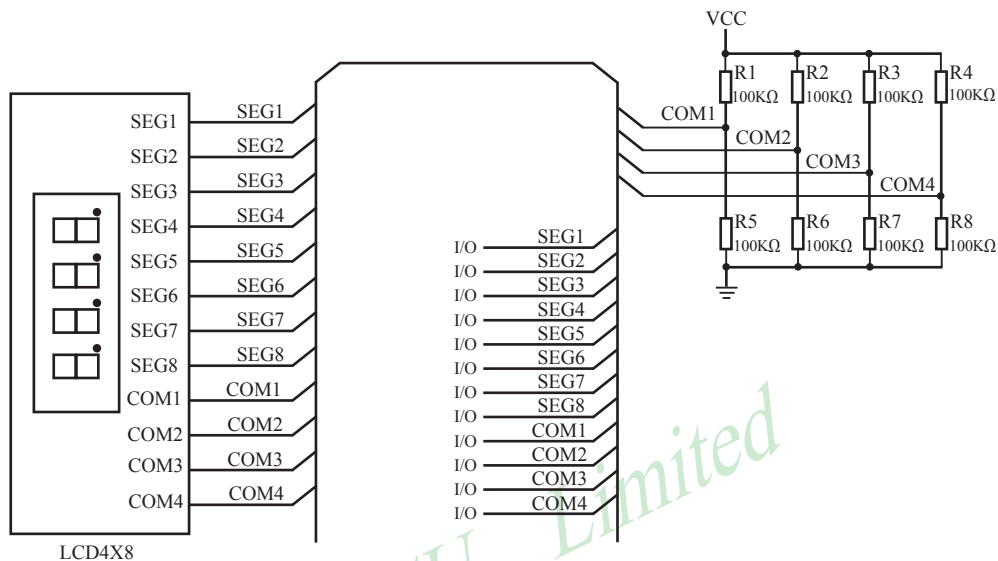 VCC
R1
100KΩ
R2
100KΩ
R3
100KΩ
R4
100KΩ
COM1
COM2
COM3
COM4
R5
100KΩ
R6
100KΩ
R7
100KΩ
R8
100KΩ
SEG1 SEG1
SEG2 SEG2
SEG3 SEG3
SEG4 SEG4
SEG5 SEG5
SEG6 SEG6
SEG7 SEG7
SEG8 SEG8
COM1 COM1
COM2 COM2
COM3 COM3
COM4 COM4
LCD4X8
I/O SEG1
I/O SEG2
I/O SEG3
I/O SEG4
I/O SEG5
I/O SEG6
I/O SEG7
I/O SEG8
I/O COM1
I/O COM2
I/O COM3
I/O COM4
Limited